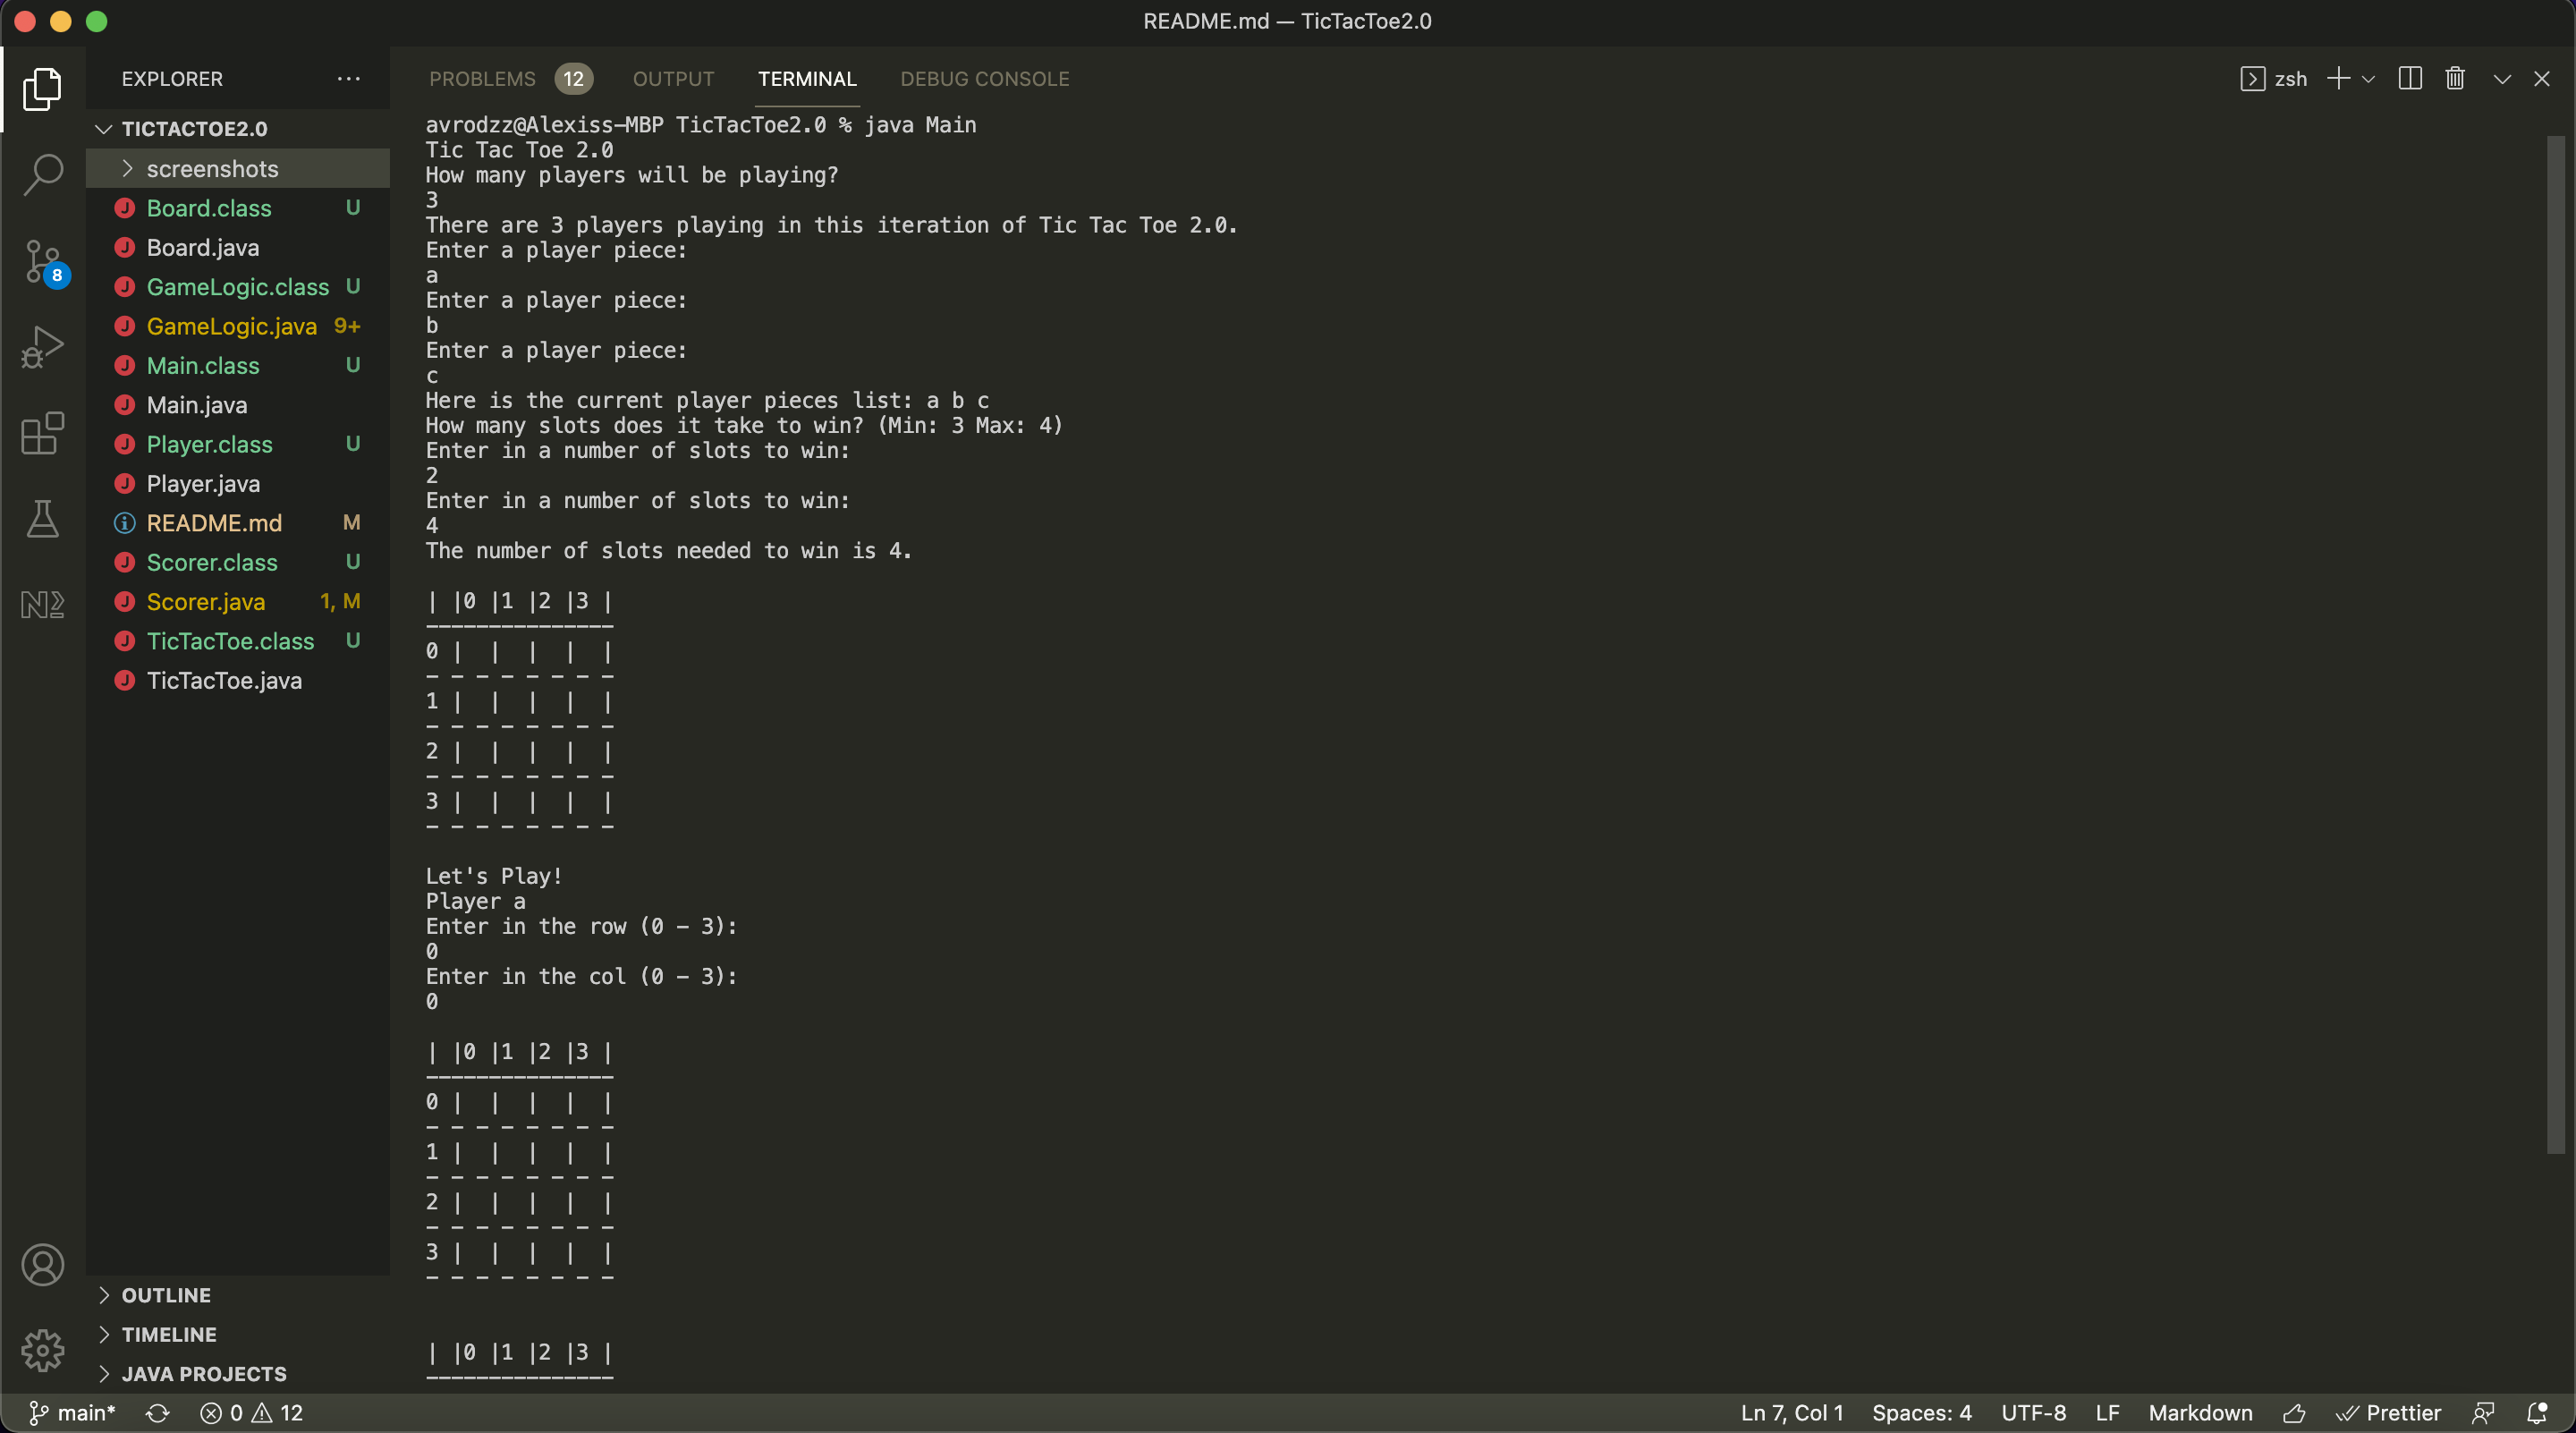 README.md — TicTacToe2.0
EXPLORER ...
TICTACTOE2.0
screenshots
Board.class U
Board.java
GameLogic.class U
GameLogic.java 9+
Main.class U
Main.java
Player.class U
Player.java
README.md M
Scorer.class U
Scorer.java 1, M
TicTacToe.class U
TicTacToe.java
OUTLINE
TIMELINE
JAVA PROJECTS
8
PROBLEMS 12 OUTPUT TERMINAL DEBUG CONSOLE
zsh
avrodzz@Alexiss-MBP TicTacToe2.0 % java Main
Tic Tac Toe 2.0
How many players will be playing?
3
There are 3 players playing in this iteration of Tic Tac Toe 2.0.
Enter a player piece:
a
Enter a player piece:
b
Enter a player piece:
c
Here is the current player pieces list: a b c
How many slots does it take to win? (Min: 3 Max: 4)
Enter in a number of slots to win:
2
Enter in a number of slots to win:
4
The number of slots needed to win is 4.
|  |0 |1 |2 |3 |
---------------
0 |  |  |  |  |
- - - - - - - -
1 |  |  |  |  |
- - - - - - - -
2 |  |  |  |  |
- - - - - - - -
3 |  |  |  |  |
- - - - - - - -
Let's Play!
Player a
Enter in the row (0 - 3):
0
Enter in the col (0 - 3):
0
|  |0 |1 |2 |3 |
---------------
0 |  |  |  |  |
- - - - - - - -
1 |  |  |  |  |
- - - - - - - -
2 |  |  |  |  |
- - - - - - - -
3 |  |  |  |  |
- - - - - - - -
|  |0 |1 |2 |3 |
---------------
main* 0 12 Ln 7, Col 1 Spaces: 4 UTF-8 LF Markdown Prettier